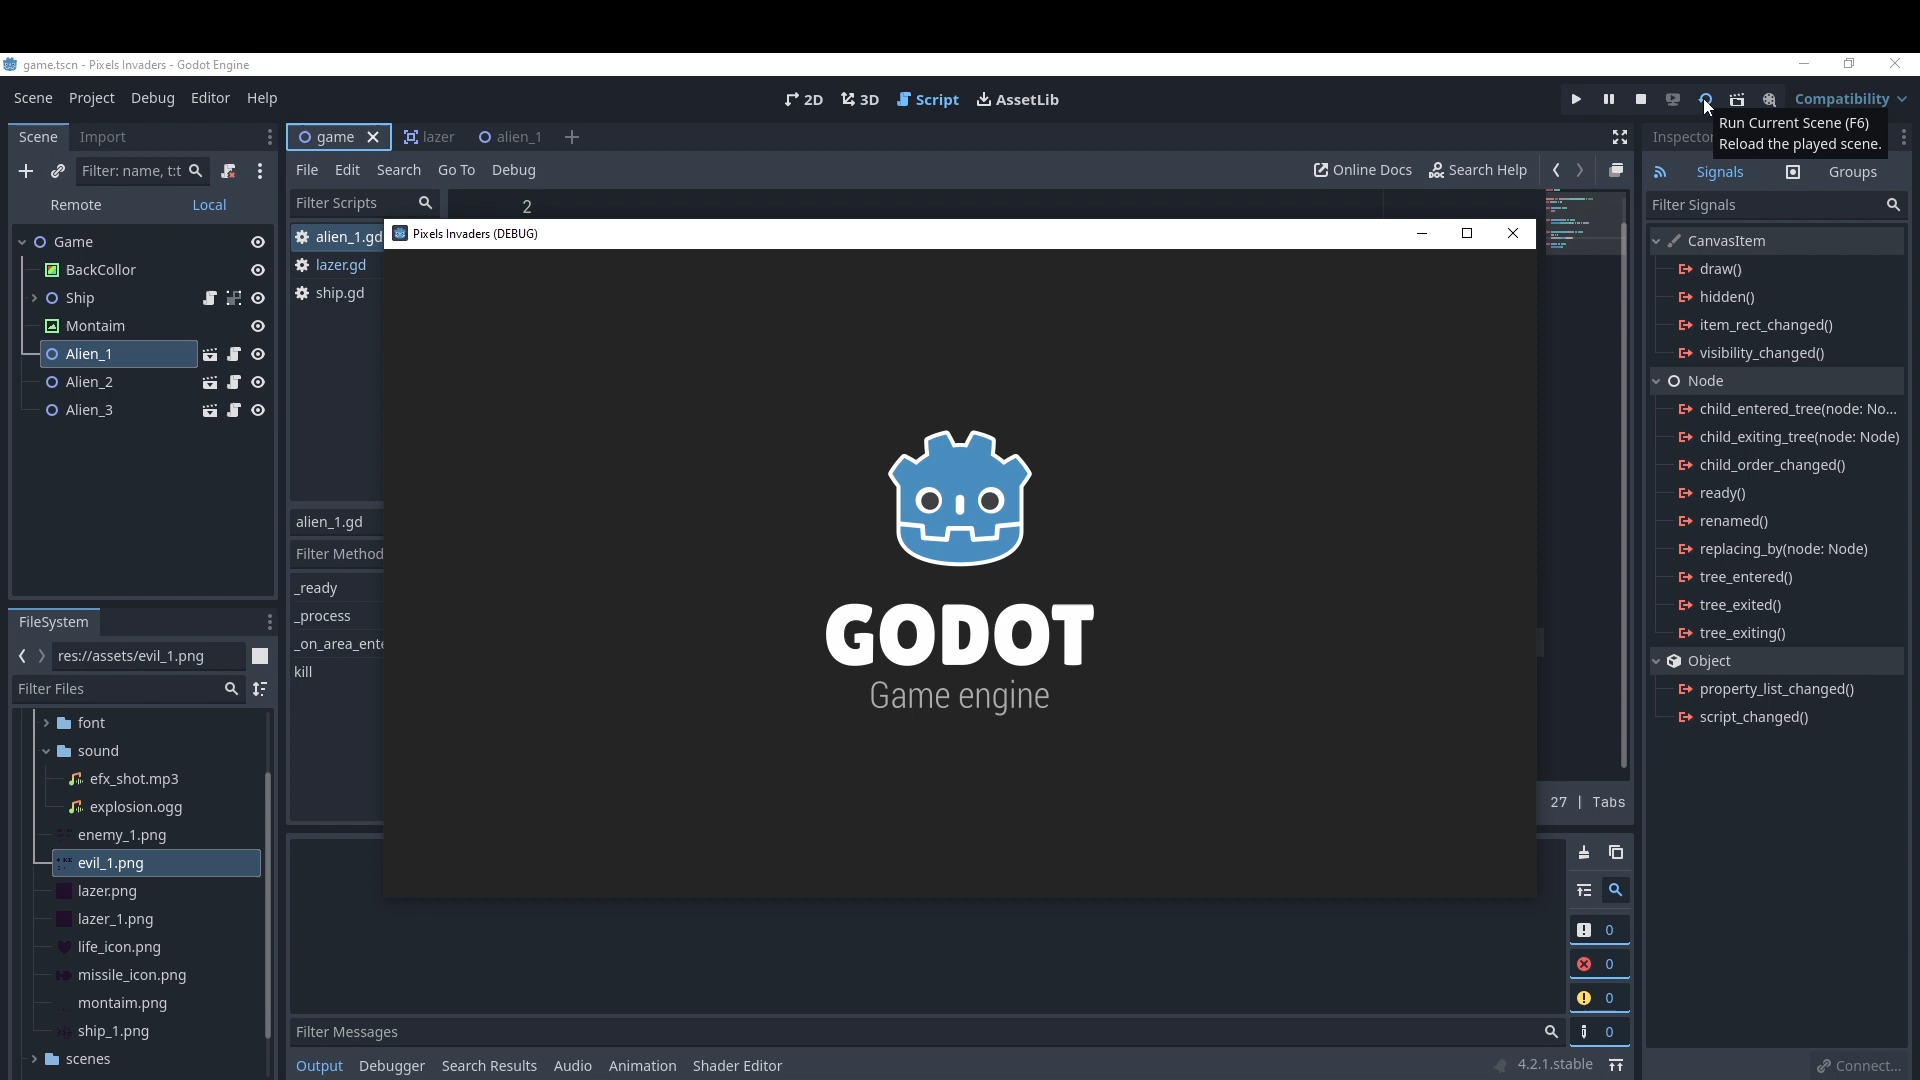 game.tscn - Pixels Invaders - Godot Engine
Scene Project Debug Editor Help
2D 3D Script AssetLib
Compatibility
Run Current Scene (F6)
Reload the played scene.
Scene Import
game lazer alien_1
Inspector
Filter: name, t:t
File Edit Search Go To Debug
Online Docs Search Help
Signals Groups
Remote Local
Filter Scripts
2
Filter Signals
alien_1.gd
lazer.gd
ship.gd
Pixels Invaders (DEBUG)
Game
BackCollor
Ship
Montaim
Alien_1
Alien_2
Alien_3
CanvasItem
draw()
hidden()
item_rect_changed()
visibility_changed()
Node
child_entered_tree(node: No...
child_exiting_tree(node: Node)
child_order_changed()
ready()
renamed()
replacing_by(node: Node)
tree_entered()
tree_exited()
tree_exiting()
Object
property_list_changed()
script_changed()
GODOT
Game engine
alien_1.gd
Filter Method
_ready
_process
_on_area_ente
kill
FileSystem
res://assets/evil_1.png
Filter Files
font
sound
efx_shot.mp3
explosion.ogg
enemy_1.png
evil_1.png
lazer.png
lazer_1.png
life_icon.png
missile_icon.png
montaim.png
ship_1.png
scenes
27 | Tabs
0
0
0
0
Filter Messages
Output Debugger Search Results Audio Animation Shader Editor
4.2.1.stable
Connect...